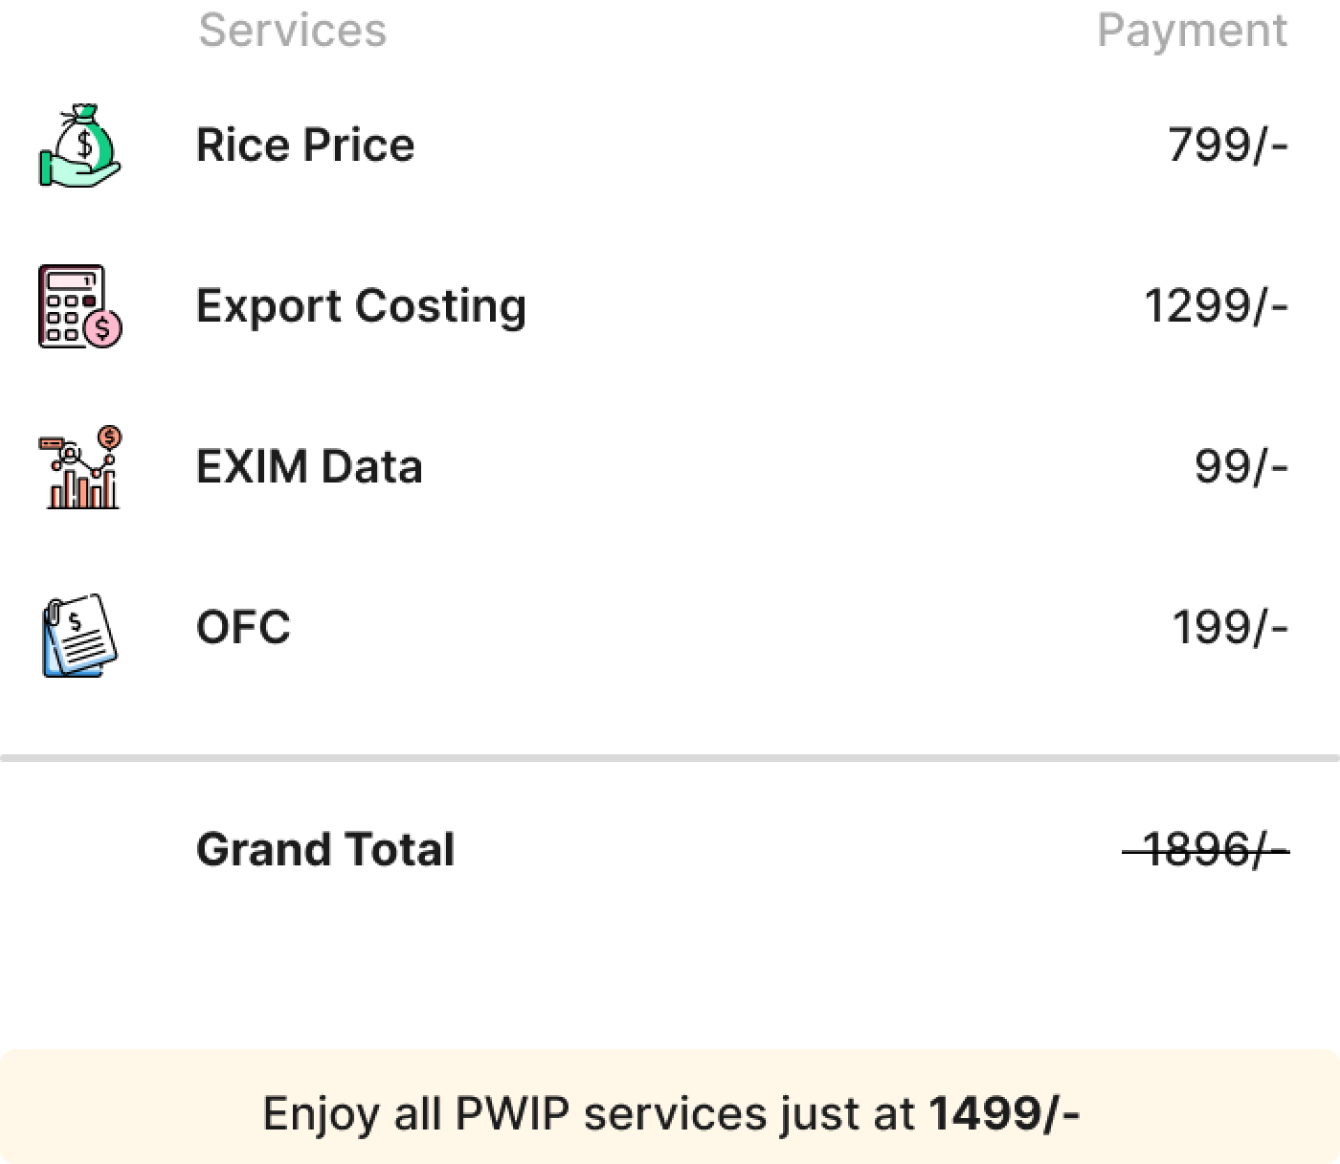 Services Payment
Rice Price 799/-
Export Costing 1299/-
EXIM Data 99/-
OFC 199/-
Grand Total 1896/-
Enjoy all PWIP services just at 1499/-